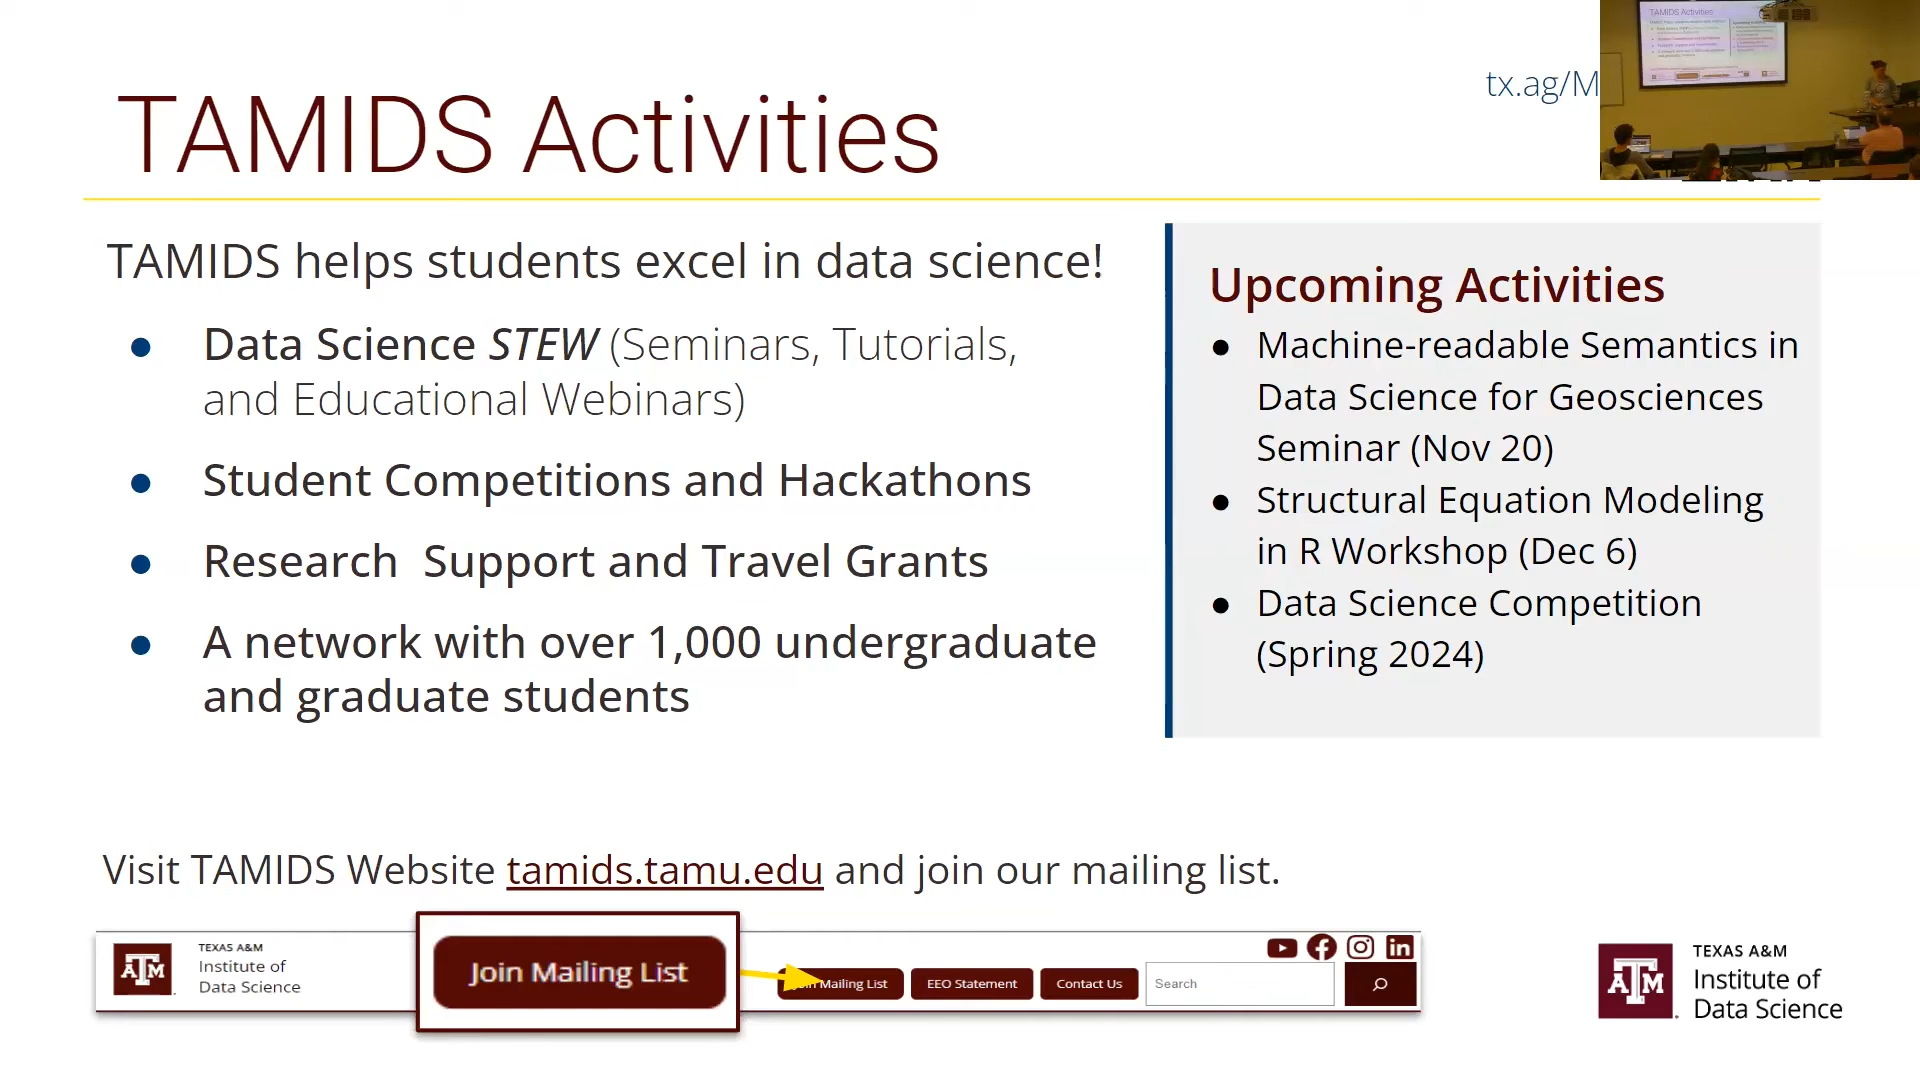 tx.ag/M
TAMIDS Activities
TAMIDS helps students excel in data science!
● Data Science STEW (Seminars, Tutorials,
and Educational Webinars)
● Student Competitions and Hackathons
● Research  Support and Travel Grants
● A network with over 1,000 undergraduate
and graduate students
Upcoming Activities
● Machine-readable Semantics in
Data Science for Geosciences
Seminar (Nov 20)
● Structural Equation Modeling
in R Workshop (Dec 6)
● Data Science Competition
(Spring 2024)
Visit TAMIDS Website tamids.tamu.edu and join our mailing list.
ATM
TEXAS A&M
Institute of
Data Science
Join Mailing List
Mailing List
EEO Statement
Contact Us
Search
ATM
TEXAS A&M
Institute of
Data Science
TAMIDS Activities